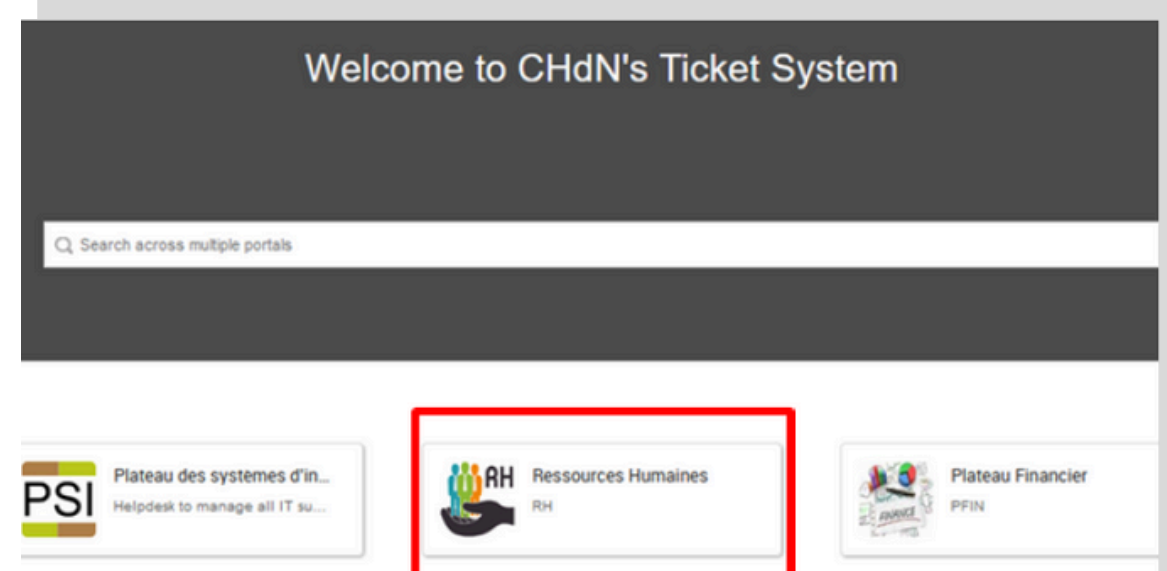 Welcome to CHdN's Ticket System
Search across multiple portals
PSI
Plateau des systemes d'in...
Helpdesk to manage all IT su...
RH
Ressources Humaines
RH
FINANCE
Plateau Financier
PFIN